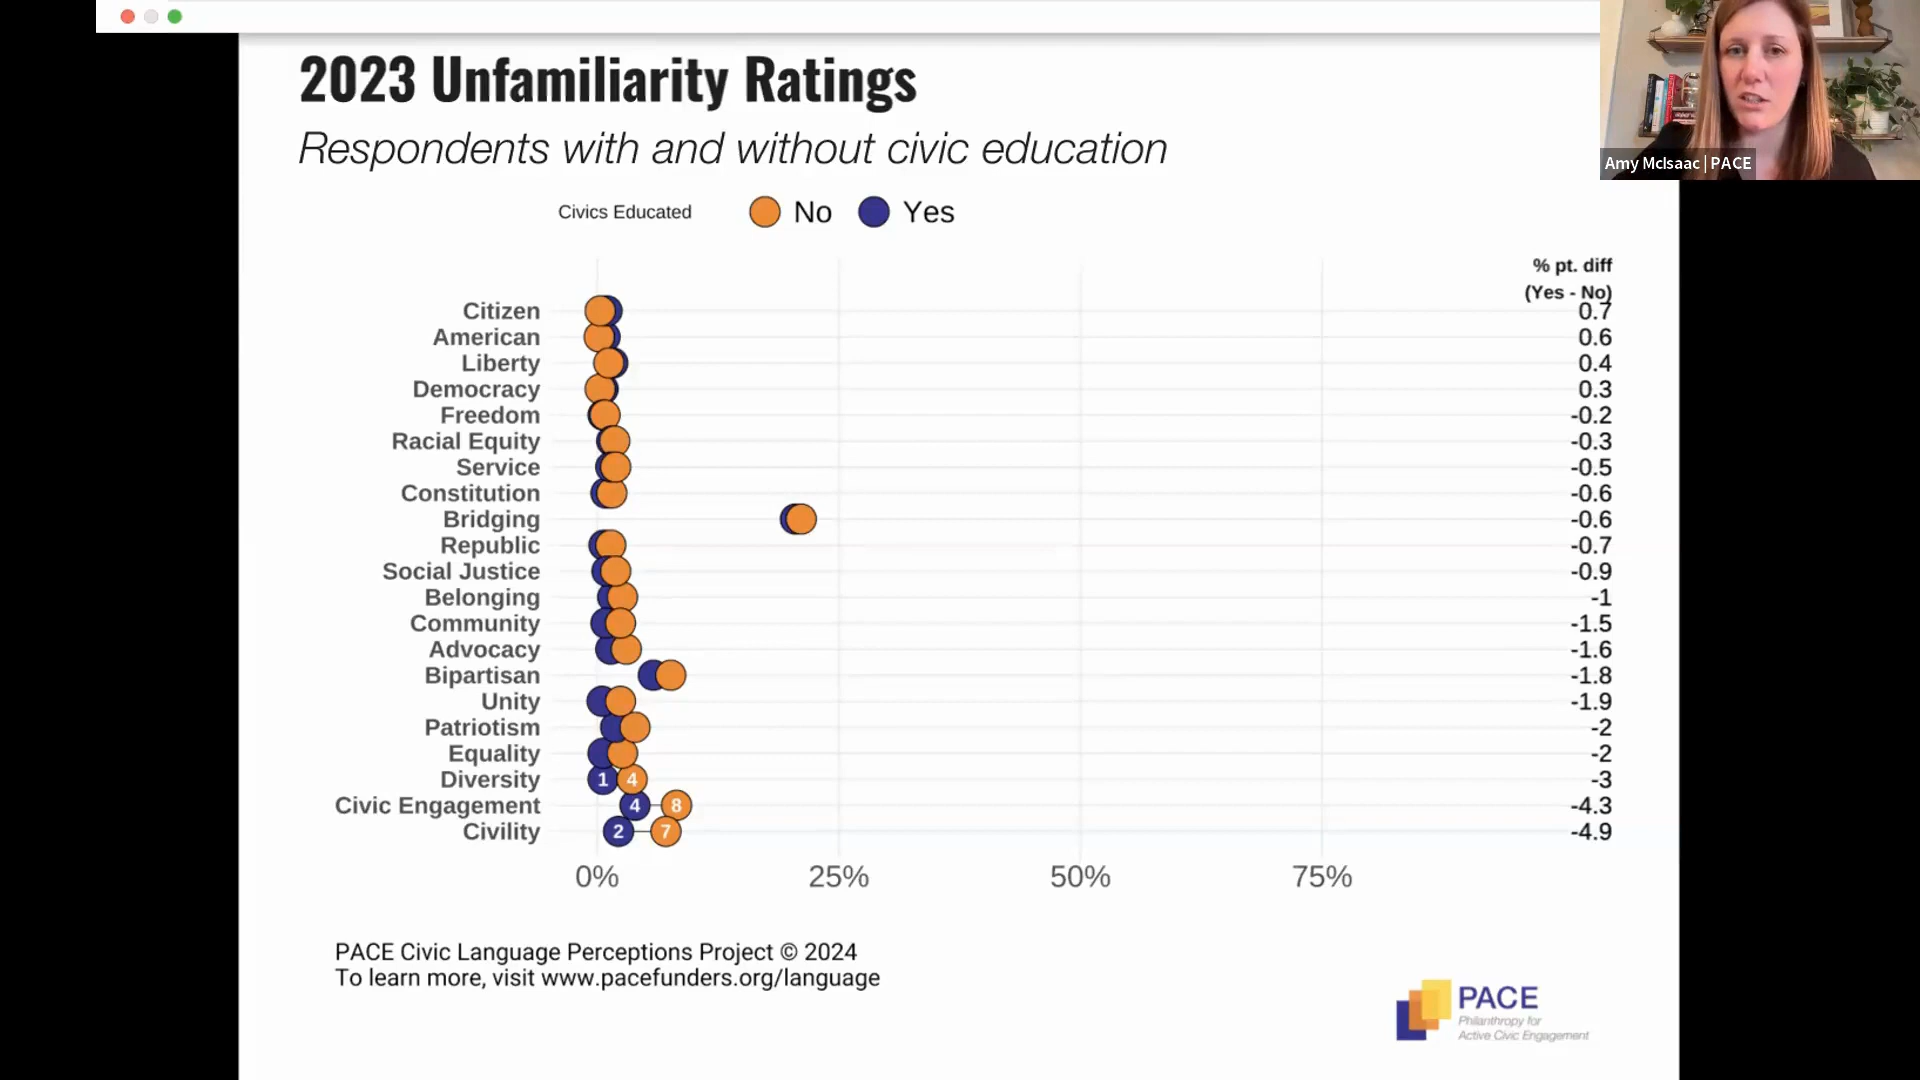 2023 Unfamiliarity Ratings
Respondents with and without civic education
Amy McIsaac | PACE
Civics Educated No Yes
% pt. diff
(Yes - No)
Citizen 0.7
American 0.6
Liberty 0.4
Democracy 0.3
Freedom -0.2
Racial Equity -0.3
Service -0.5
Constitution -0.6
Bridging -0.6
Republic -0.7
Social Justice -0.9
Belonging -1
Community -1.5
Advocacy -1.6
Bipartisan -1.8
Unity -1.9
Patriotism -2
Equality -2
Diversity 1 4 -3
Civic Engagement 4 8 -4.3
Civility 2 7 -4.9
0% 25% 50% 75%
PACE Civic Language Perceptions Project © 2024
To learn more, visit www.pacefunders.org/language
PACE
Philanthropy for
Active Civic Engagement